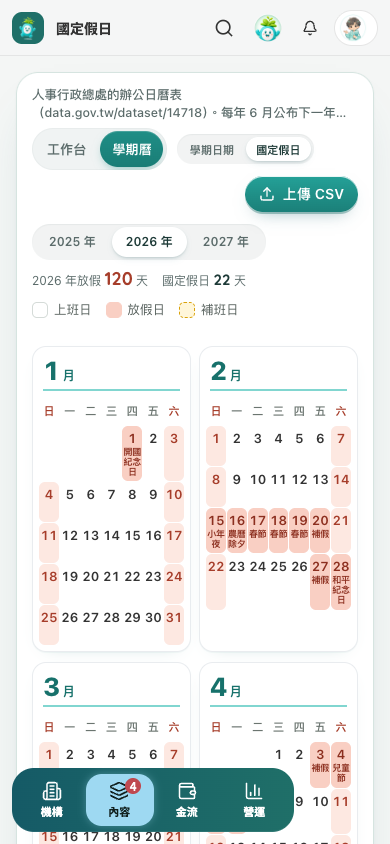 國定假日
人事行政總處的辦公日曆表
（data.gov.tw/dataset/14718）。每年 6 月公布下一年…
工作台 學期曆 學期日期 國定假日
上傳 CSV
2025 年 2026 年 2027 年
2026 年放假 120 天 國定假日 22 天
上班日 放假日 補班日
1 月
日 一 二 三 四 五 六
1 2 3
開國紀念日
4 5 6 7 8 9 10
11 12 13 14 15 16 17
18 19 20 21 22 23 24
25 26 27 28 29 30 31
2 月
日 一 二 三 四 五 六
1 2 3 4 5 6 7
8 9 10 11 12 13 14
15 16 17 18 19 20 21
小年夜 農曆除夕 春節 春節 春節 補假
22 23 24 25 26 27 28
補假 和平紀念日
3 月
日 一 二 三 四 五 六
1 2 3 4 5 6 7
15 16 17 18 19 20 21
4 月
日 一 二 三 四 五 六
1 2 3 4
補假 兒童節
9 10 11
機構 內容 4 金流 營運